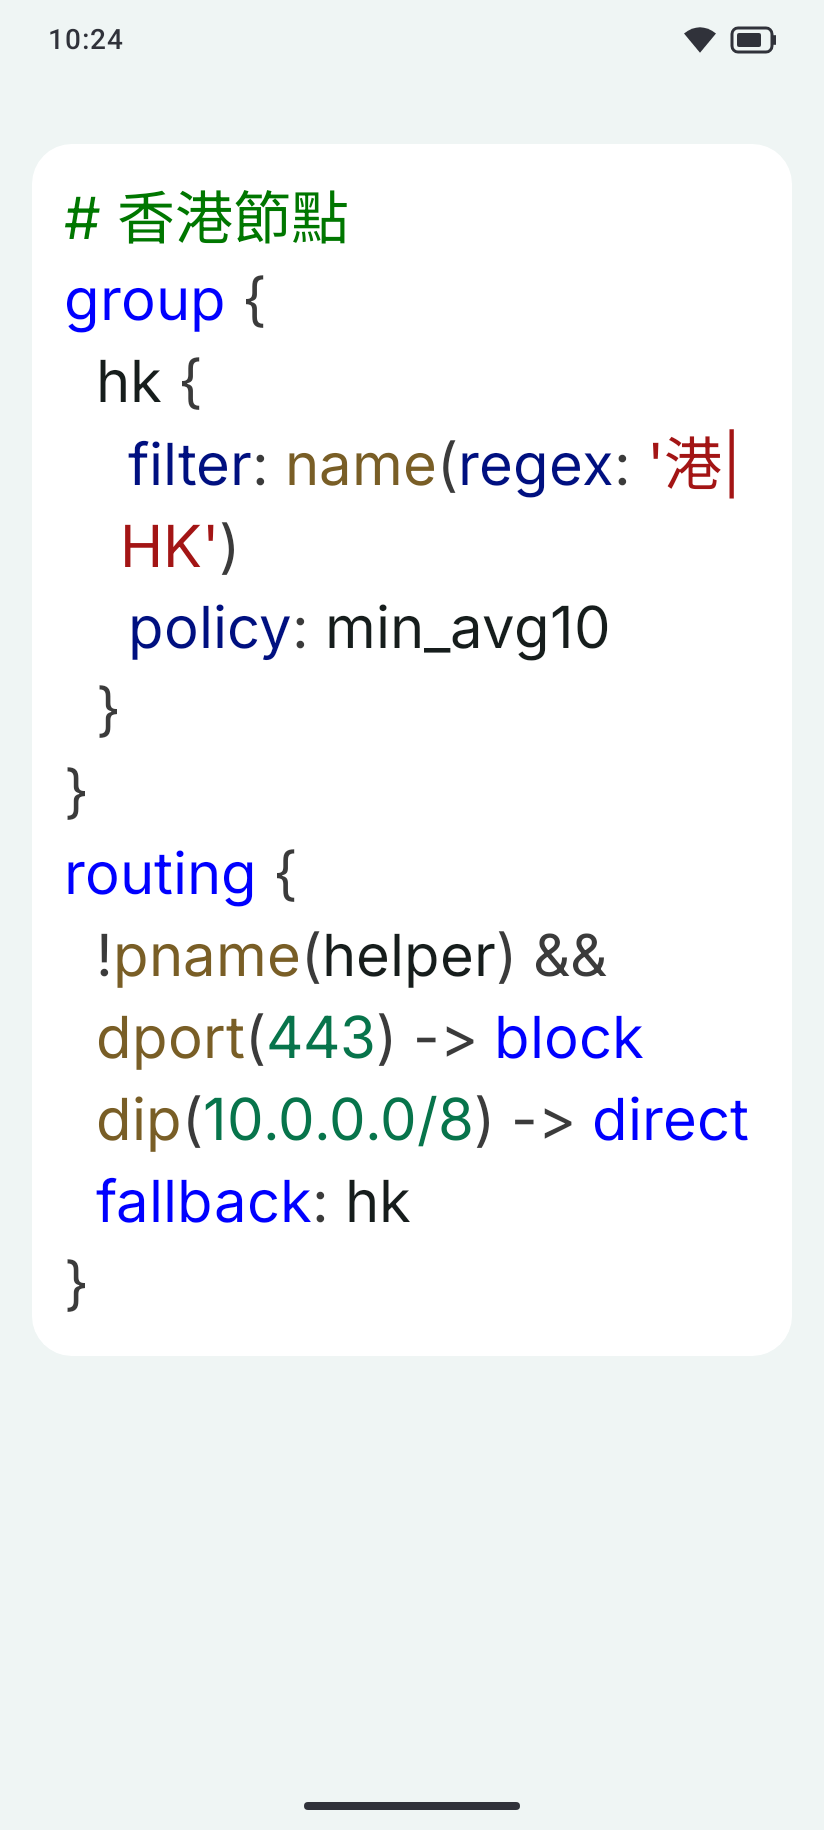 10:24
# 香港節點
group {
  hk {
    filter: name(regex: '港|
    HK')
    policy: min_avg10
  }
}
routing {
  !pname(helper) &&
  dport(443) -> block
  dip(10.0.0.0/8) -> direct
  fallback: hk
}